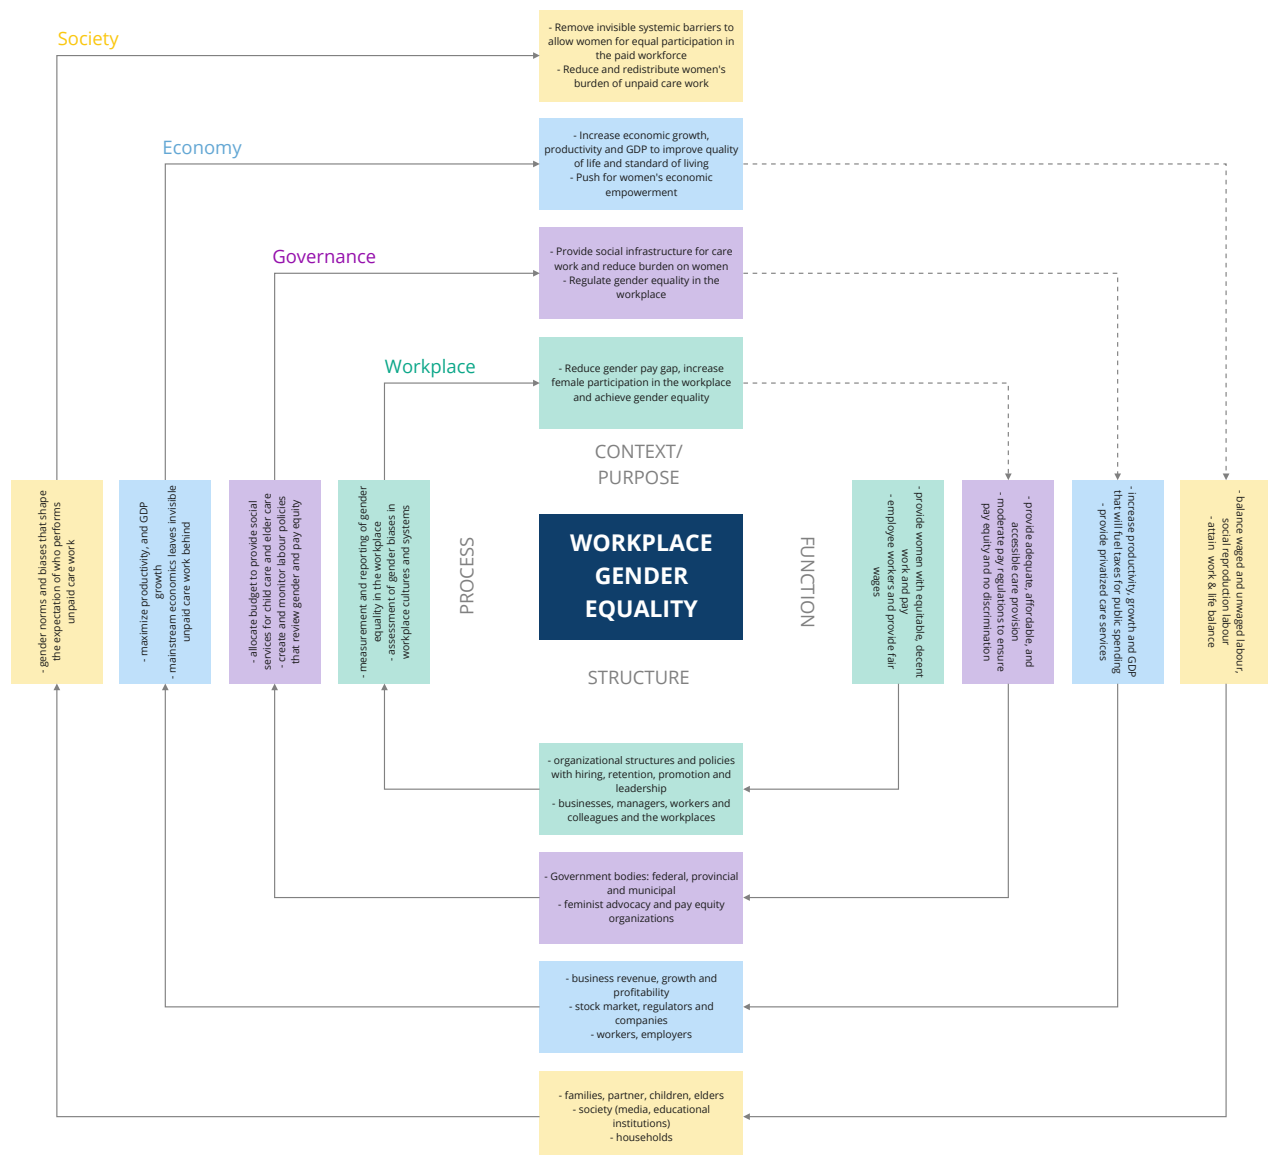 Society
- Remove invisible systemic barriers to
allow women for equal participation in
the paid workforce
- Reduce and redistribute women's
burden of unpaid care work
Economy
- Increase economic growth,
productivity and GDP to improve quality
of life and standard of living
- Push for women's economic
empowerment
Governance
- Provide social infrastructure for care
work and reduce burden on women
- Regulate gender equality in the
workplace
Workplace
- Reduce gender pay gap, increase
female participation in the workplace
and achieve gender equality
CONTEXT/
PURPOSE
- gender norms and biases that shape
the expectation of who performs
unpaid care work
- maximize productivity, and GDP
growth
- mainstream economics leaves invisible
unpaid care work behind
- allocate budget to provide social
services for child care and elder care
- create and monitor labour policies
that review gender and pay equity
- measurement and reporting of gender
equality in the workplace
- assessment of gender biases in
workplace cultures and systems
PROCESS
WORKPLACE
GENDER
EQUALITY
FUNCTION
- provide women with equitable, decent
work and pay
- employee workers and provide fair
wages
- provide adequate, affordable, and
accessible care provision
- moderate pay regulations to ensure
pay equity and no discrimination
- increase productivity, growth and GDP
that will fuel taxes for public spending
- provide privatized care services
- balance waged and unwaged labour,
social reproduction labour
- attain work & life balance
STRUCTURE
- organizational structures and policies
with hiring, retention, promotion and
leadership
- businesses, managers, workers and
colleagues and the workplaces
- Government bodies: federal, provincial
and municipal
- feminist advocacy and pay equity
organizations
- business revenue, growth and
profitability
- stock market, regulators and
companies
- workers, employers
- families, partner, children, elders
- society (media, educational
institutions)
- households